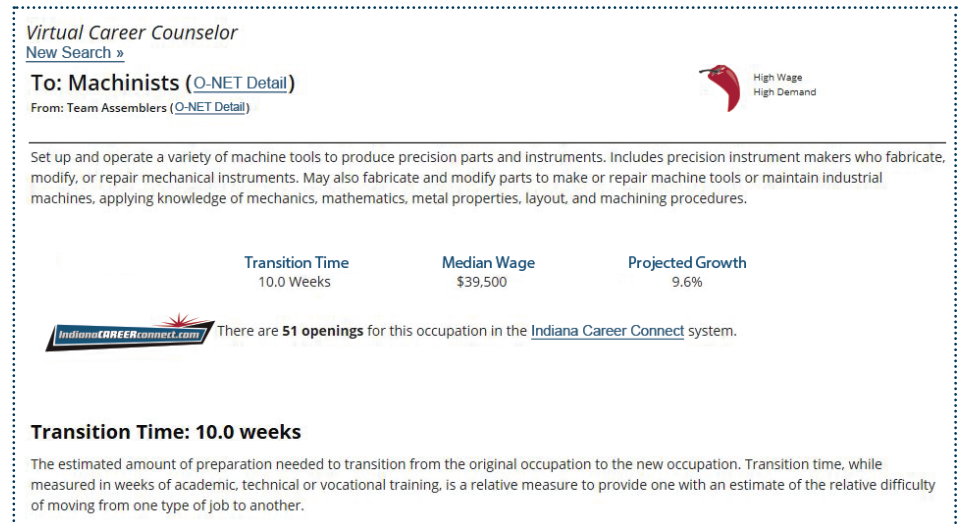 Virtual Career Counselor
New Search »
To: Machinists (O-NET Detail)
From: Team Assemblers (O-NET Detail)
High Wage
High Demand
Set up and operate a variety of machine tools to produce precision parts and instruments. Includes precision instrument makers who fabricate,
modify, or repair mechanical instruments. May also fabricate and modify parts to make or repair machine tools or maintain industrial
machines, applying knowledge of mechanics, mathematics, metal properties, layout, and machining procedures.
Transition Time Median Wage Projected Growth
10.0 Weeks $39,500 9.6%
IndianaCAREERconnect.com There are 51 openings for this occupation in the Indiana Career Connect system.
Transition Time: 10.0 weeks
The estimated amount of preparation needed to transition from the original occupation to the new occupation. Transition time, while
measured in weeks of academic, technical or vocational training, is a relative measure to provide one with an estimate of the relative difficulty
of moving from one type of job to another.